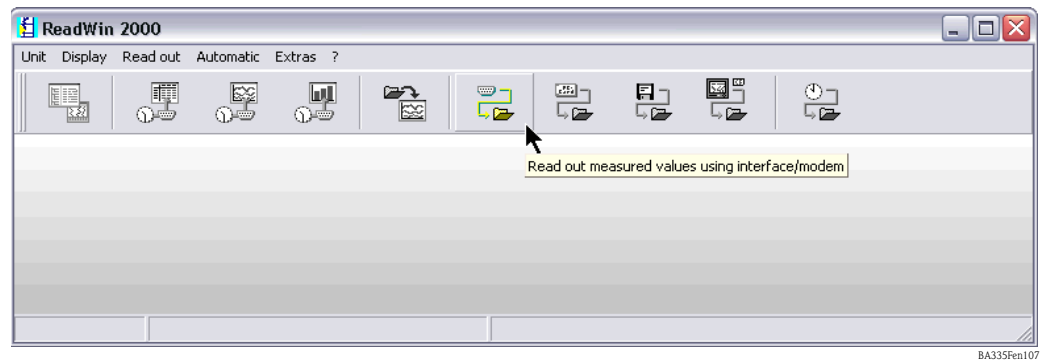 ReadWin 2000
Unit Display Read out Automatic Extras ?
Read out measured values using interface/modem
BA335Fen107